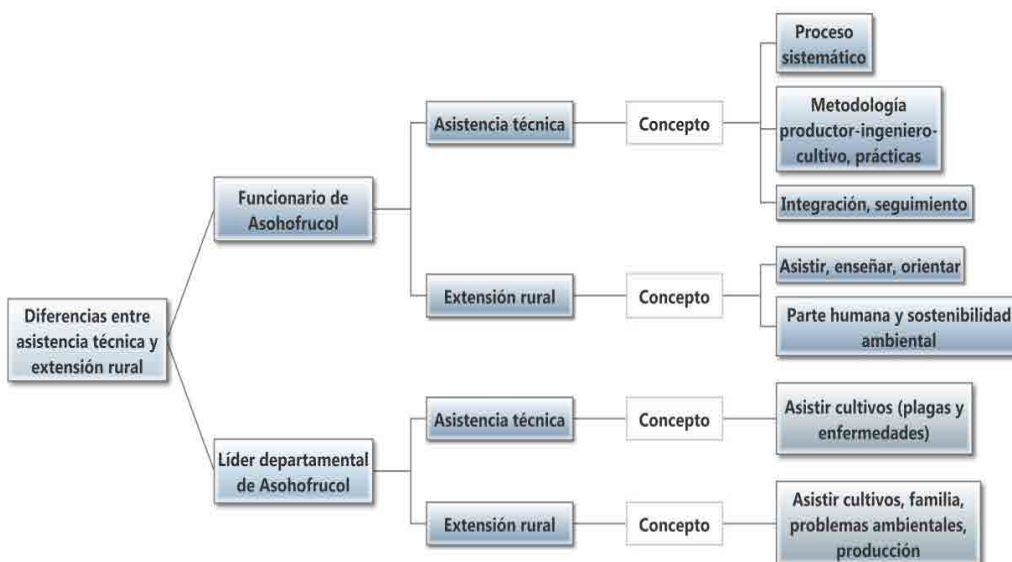 Diferencias entre
asistencia técnica y
extensión rural
Funcionario de
Asohofrucol
Asistencia técnica
Concepto
Proceso
sistemático
Metodología
productor-ingeniero-
cultivo, prácticas
Integración, seguimiento
Extensión rural
Concepto
Asistir, enseñar, orientar
Parte humana y sostenibilidad
ambiental
Líder departamental
de Asohofrucol
Asistencia técnica
Concepto
Asistir cultivos (plagas y
enfermedades)
Extensión rural
Concepto
Asistir cultivos, familia,
problemas ambientales,
producción